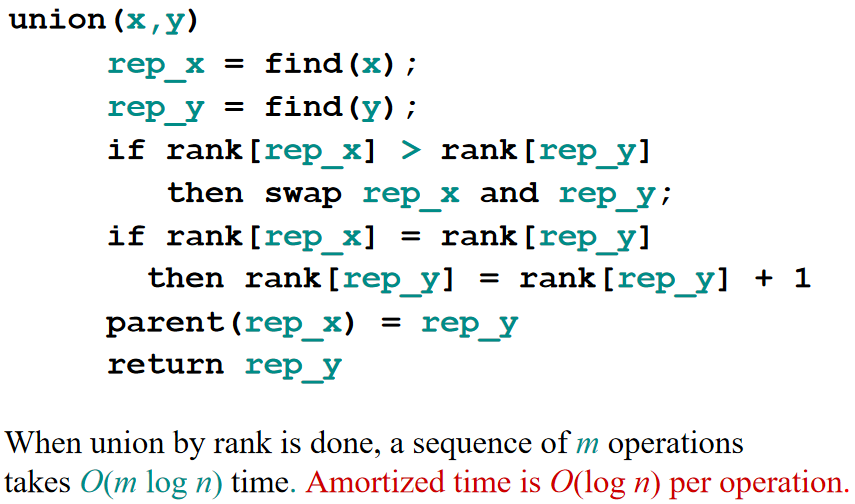 union(x,y)
rep_x = find(x);
rep_y = find(y);
if rank[rep_x] > rank[rep_y]
then swap rep_x and rep_y;
if rank[rep_x] = rank[rep_y]
then rank[rep_y] = rank[rep_y] + 1
parent(rep_x) = rep_y
return rep_y
When union by rank is done, a sequence of m operations
takes O(m log n) time. Amortized time is O(log n) per operation.